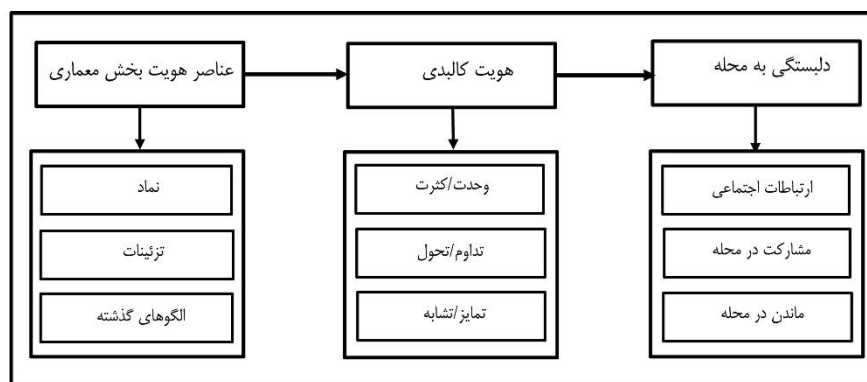 دلبستگی به محله
هویت کالبدی
عناصر هویت بخش معماری
ارتباطات اجتماعی
مشارکت در محله
ماندن در محله
وحدت/کثرت
تداوم/تحول
تمایز/تشابه
نماد
تزئینات
الگوهای گذشته